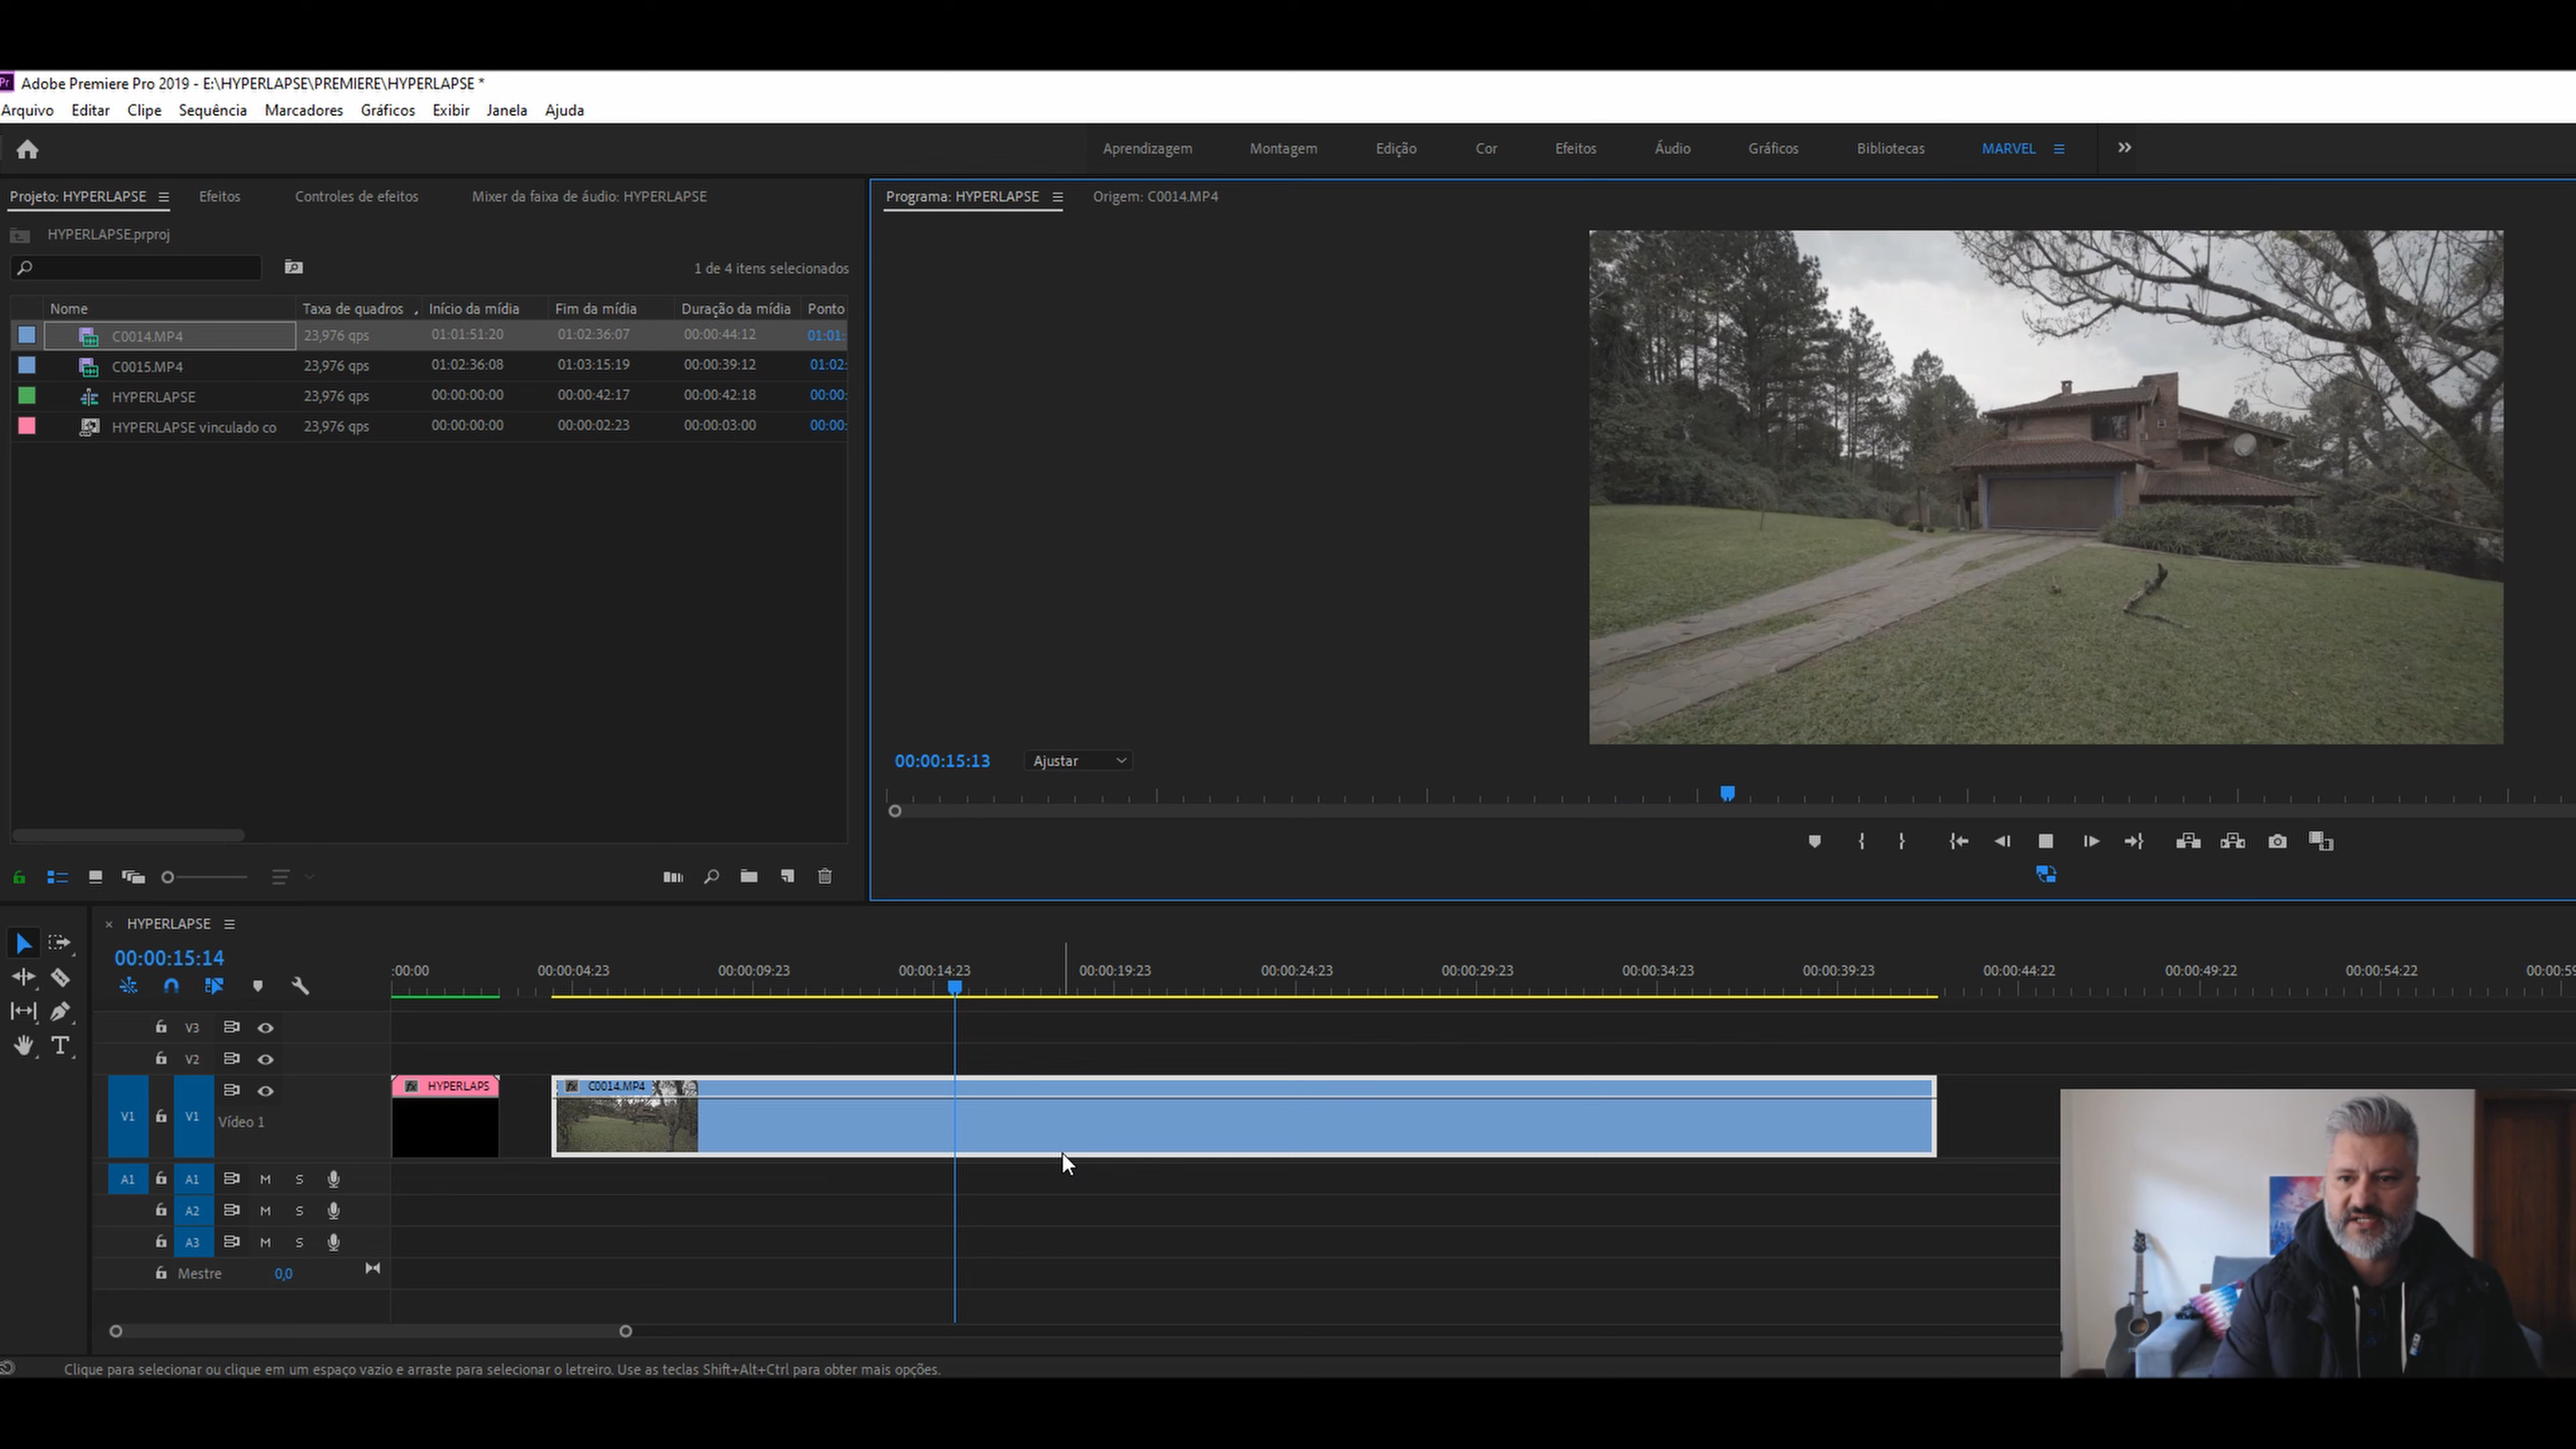 Pr Adobe Premiere Pro 2019 - E:\HYPERLAPSE\PREMIERE\HYPERLAPSE *
Arquivo Editar Clipe Sequência Marcadores Gráficos Exibir Janela Ajuda
Aprendizagem Montagem Edição Cor Efeitos Áudio Gráficos Bibliotecas MARVEL
Projeto: HYPERLAPSE Efeitos Controles de efeitos Mixer da faixa de áudio: HYPERLAPSE
Programa: HYPERLAPSE Origem: C0014.MP4
HYPERLAPSE.prproj
1 de 4 itens selecionados
Nome Taxa de quadros Início da mídia Fim da mídia Duração da mídia Ponto
C0014.MP4 23,976 qps 01:01:51:20 01:02:36:07 00:00:44:12 01:01:
C0015.MP4 23,976 qps 01:02:36:08 01:03:15:19 00:00:39:12 01:02:
HYPERLAPSE 23,976 qps 00:00:00:00 00:00:42:17 00:00:42:18 00:00:
HYPERLAPSE vinculado co 23,976 qps 00:00:00:00 00:00:02:23 00:00:03:00 00:00:
00:00:15:13 Ajustar
HYPERLAPSE
00:00:15:14
:00:00 00:00:04:23 00:00:09:23 00:00:14:23 00:00:19:23 00:00:24:23 00:00:29:23 00:00:34:23 00:00:39:23 00:00:44:22 00:00:49:22 00:00:54:22 00:00:59
V3
V2
fx HYPERLAPS fx C0014.MP4
V1 V1 Vídeo 1
A1 A1 M S
A2 M S
A3 M S
Mestre 0,0
Clique para selecionar ou clique em um espaço vazio e arraste para selecionar o letreiro. Use as teclas Shift+Alt+Ctrl para obter mais opções.